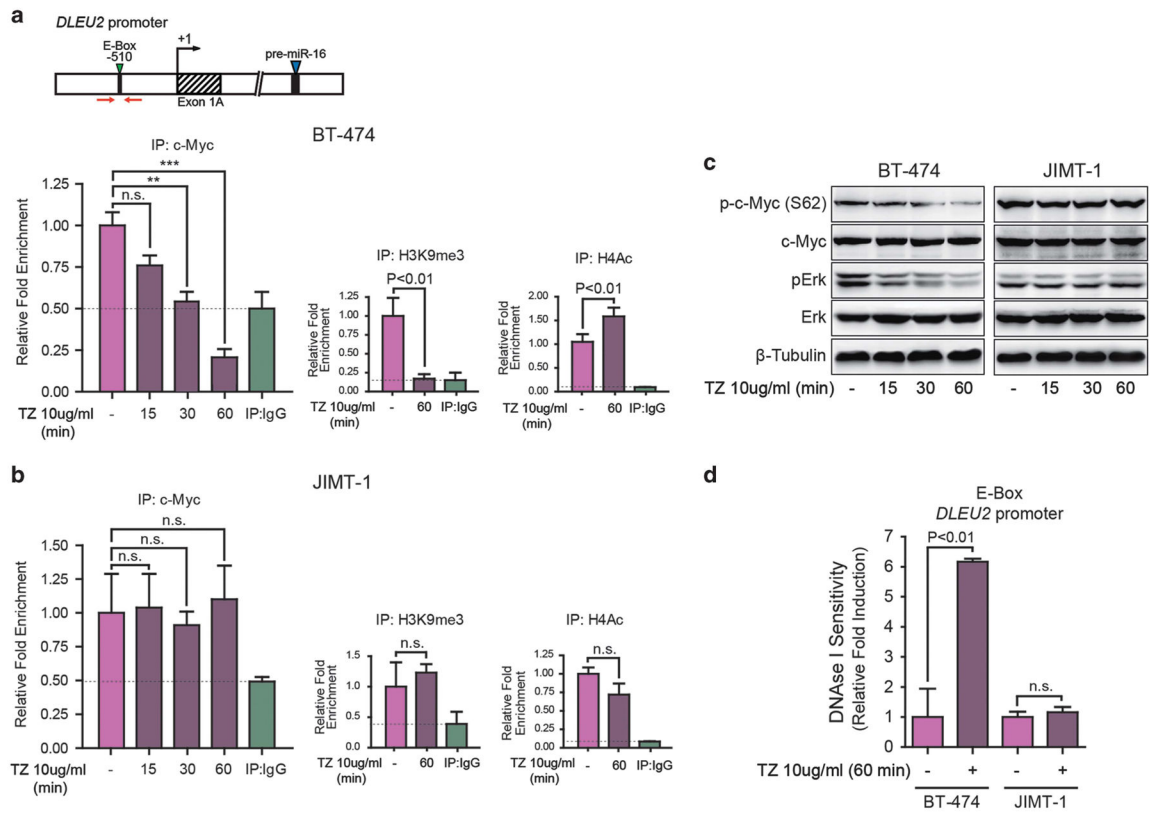 a
DLEU2 promoter
E-Box
-510
+1
pre-miR-16
Exon 1A
BT-474
IP: c-Myc
Relative Fold Enrichment
1.25
1.00
0.75
0.50
0.25
0.00
n.s.
**
***
TZ 10ug/ml - 15 30 60 IP:IgG
(min)
IP: H3K9me3
P<0.01
Relative Fold
Enrichment
1.25
1.00
0.75
0.50
0.25
0.00
TZ 10ug/ml - 60 IP:IgG
(min)
IP: H4Ac
P<0.01
Relative Fold
Enrichment
2.00
1.50
1.00
0.50
0.00
TZ 10ug/ml - 60 IP:IgG
(min)
b
JIMT-1
IP: c-Myc
n.s.
n.s.
n.s.
Relative Fold Enrichment
1.50
1.25
1.00
0.75
0.50
0.25
0.00
TZ 10ug/ml - 15 30 60 IP:IgG
(min)
IP: H3K9me3
n.s.
Relative Fold
Enrichment
1.5
1.0
0.5
0.0
TZ 10ug/ml - 60 IP:IgG
(min)
IP: H4Ac
n.s.
Relative Fold
Enrichment
1.25
1.00
0.75
0.50
0.25
0.00
TZ 10ug/ml - 60 IP:IgG
(min)
c
BT-474 JIMT-1
p-c-Myc (S62)
c-Myc
pErk
Erk
β-Tubulin
TZ 10ug/ml (min) - 15 30 60 - 15 30 60
d
E-Box
DLEU2 promoter
P<0.01
n.s.
DNAse I Sensitivity
(Relative Fold Induction)
7
6
5
4
3
2
1
0
TZ 10ug/ml (60 min) - + - +
BT-474 JIMT-1